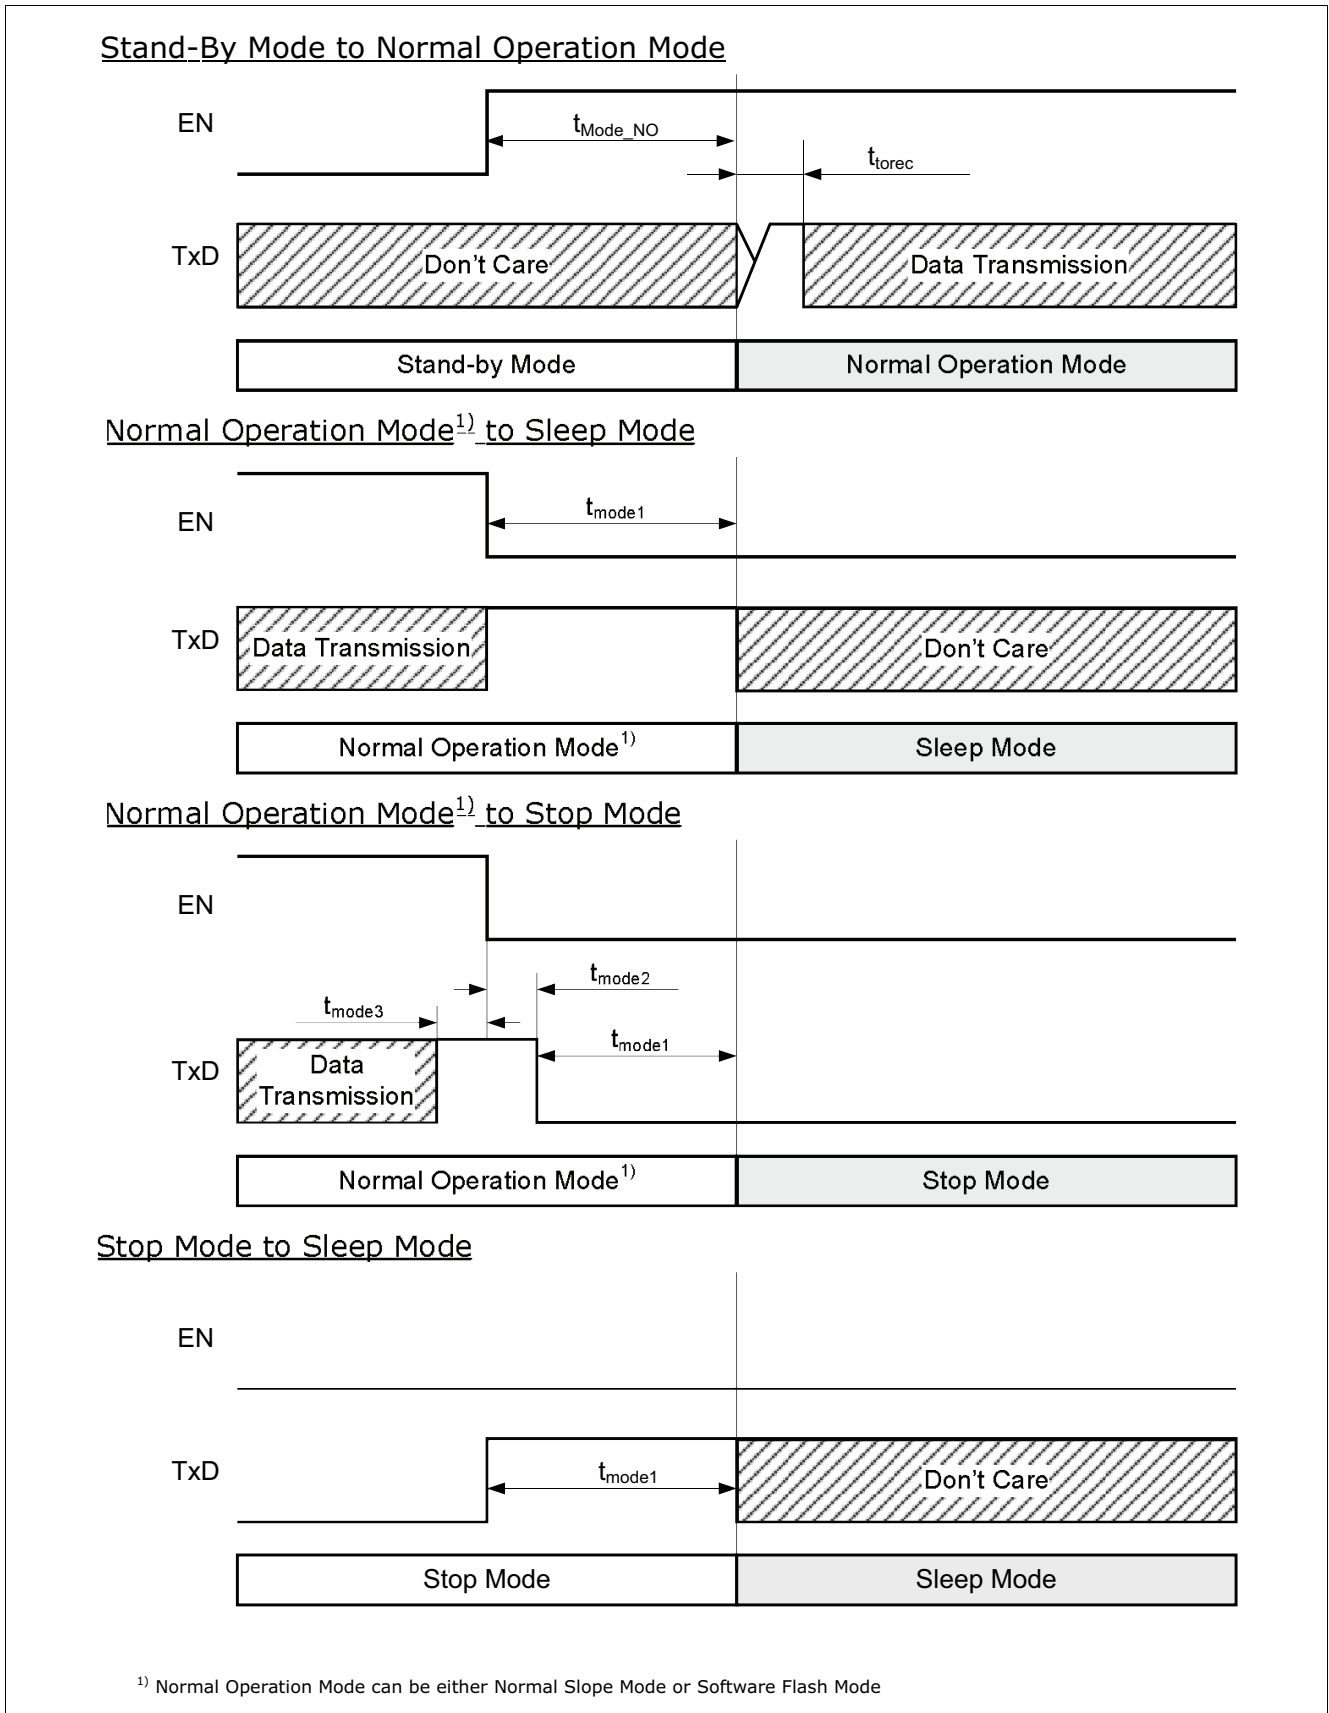 Stand-By Mode to Normal Operation Mode
EN
tMode_NO
ttorec
TxD
Don't Care
Data Transmission
Stand-by Mode
Normal Operation Mode
Normal Operation Mode1) to Sleep Mode
EN
tmode1
TxD
Data Transmission
Don't Care
Normal Operation Mode1)
Sleep Mode
Normal Operation Mode1) to Stop Mode
EN
tmode2
tmode3
tmode1
TxD
Data
Transmission
Normal Operation Mode1)
Stop Mode
Stop Mode to Sleep Mode
EN
TxD
tmode1
Don't Care
Stop Mode
Sleep Mode
1) Normal Operation Mode can be either Normal Slope Mode or Software Flash Mode